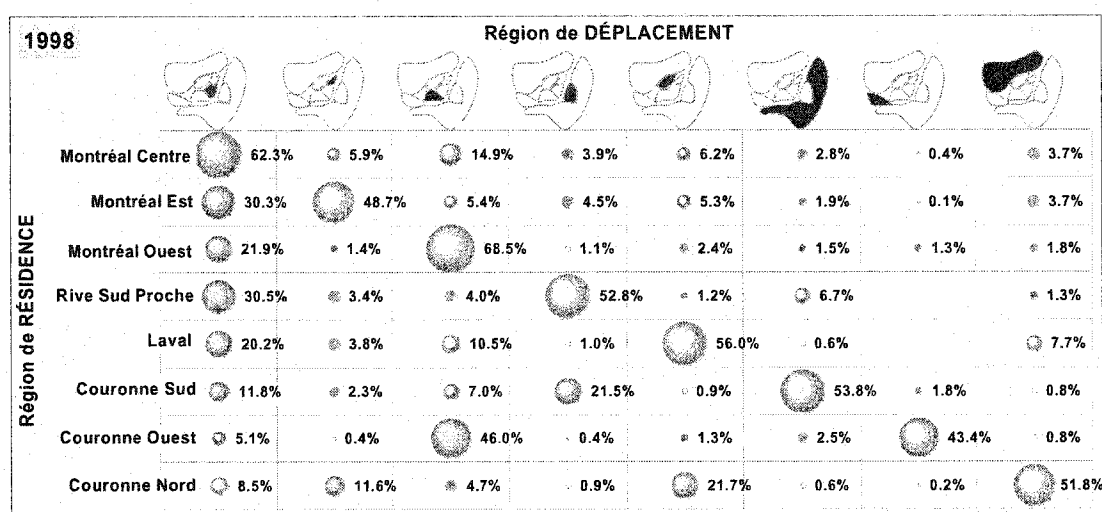 1998
Région de DÉPLACEMENT
Région de RÉSIDENCE
Montréal Centre 62.3% 5.9% 14.9% 3.9% 6.2% 2.8% 0.4% 3.7%
Montréal Est 30.3% 48.7% 5.4% 4.5% 5.3% 1.9% 0.1% 3.7%
Montréal Ouest 21.9% 1.4% 68.5% 1.1% 2.4% 1.5% 1.3% 1.8%
Rive Sud Proche 30.5% 3.4% 4.0% 52.8% 1.2% 6.7% 1.3%
Laval 20.2% 3.8% 10.5% 1.0% 56.0% 0.6% 7.7%
Couronne Sud 11.8% 2.3% 7.0% 21.5% 0.9% 53.8% 1.8% 0.8%
Couronne Ouest 5.1% 0.4% 46.0% 0.4% 1.3% 2.5% 43.4% 0.8%
Couronne Nord 8.5% 11.6% 4.7% 0.9% 21.7% 0.6% 0.2% 51.8%